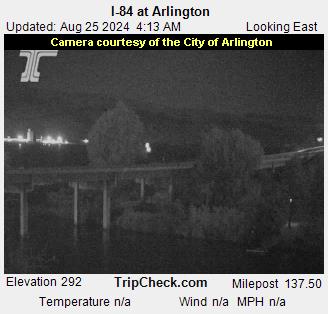 I-84 at Arlington
Updated: Aug 25 2024 4:13 AM Looking East
Camera courtesy of the City of Arlington
Elevation 292 TripCheck.com Milepost 137.50
Temperature n/a Wind n/a MPH n/a